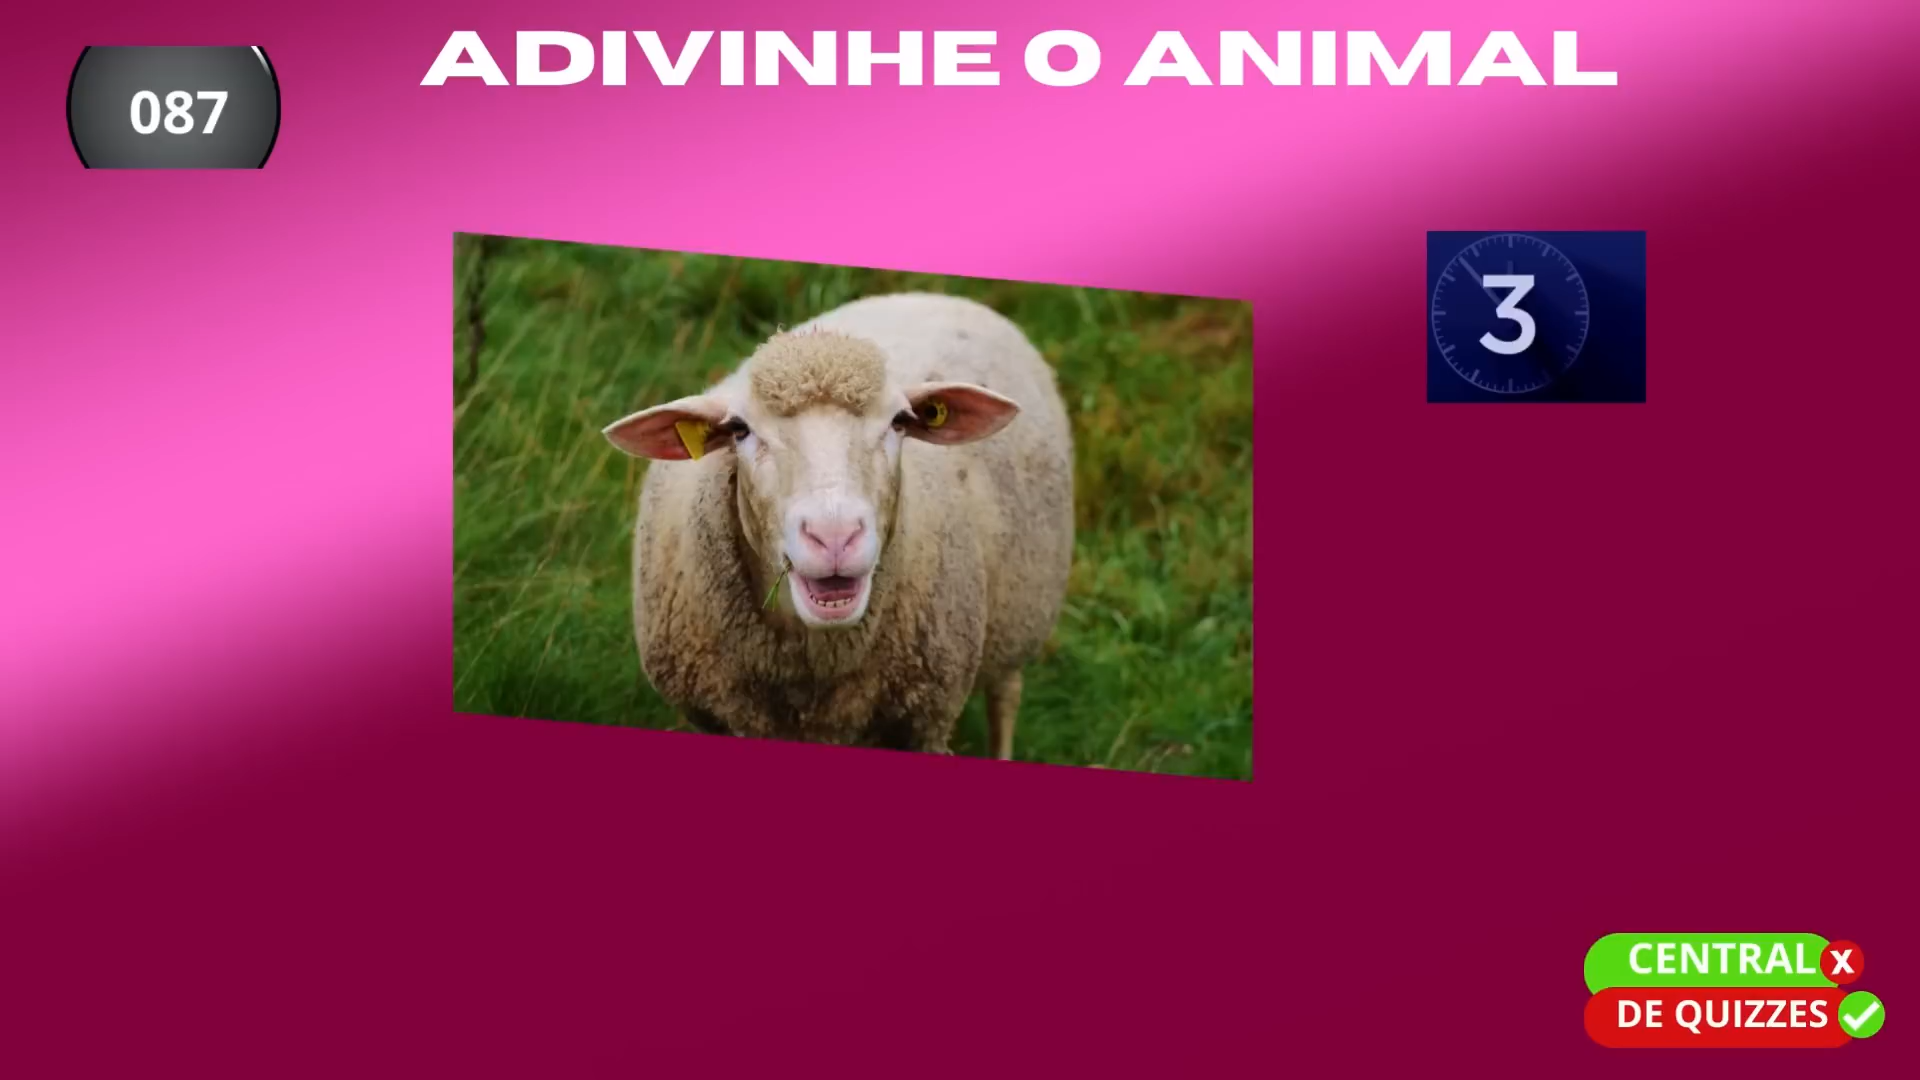 ADIVINHE O ANIMAL
087
3
CENTRAL X
DE QUIZZES